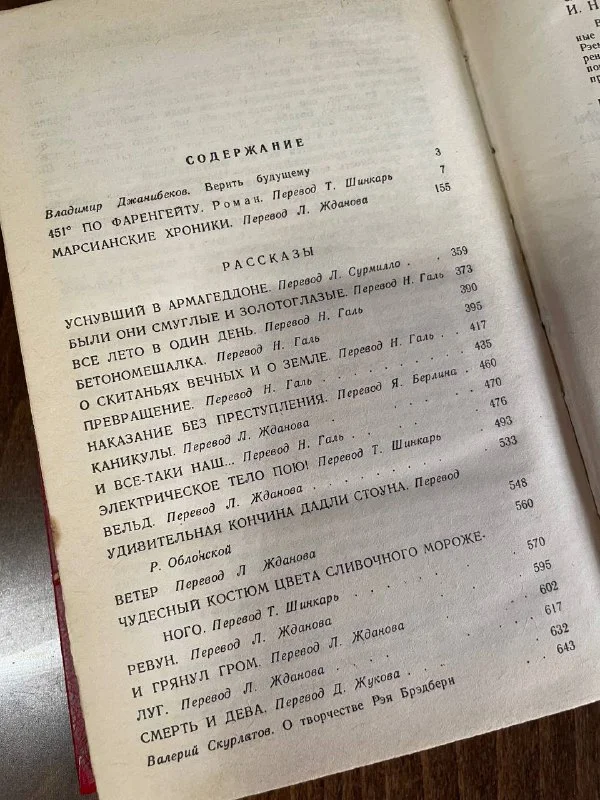 СОДЕРЖАНИЕ
Владимир Джанибеков. Верить будущему 3
451° ПО ФАРЕНГЕЙТУ. Роман. Перевод Т. Шинкарь 7
МАРСИАНСКИЕ ХРОНИКИ. Перевод Л. Жданова 155
РАССКАЗЫ
УСНУВШИЙ В АРМАГЕДДОНЕ. Перевод Л. Сурмилло . . 359
БЫЛИ ОНИ СМУГЛЫЕ И ЗОЛОТОГЛАЗЫЕ. Перевод Н. Галь 373
ВСЕ ЛЕТО В ОДИН ДЕНЬ. Перевод Н. Галь 390
БЕТОНОМЕШАЛКА. Перевод Н. Галь 395
О СКИТАНЬЯХ ВЕЧНЫХ И О ЗЕМЛЕ. Перевод Н. Галь . 417
ПРЕВРАЩЕНИЕ. Перевод Н. Галь . . . . . . 435
НАКАЗАНИЕ БЕЗ ПРЕСТУПЛЕНИЯ. Перевод Я. Берлина . 460
КАНИКУЛЫ. Перевод Л. Жданова . . . . . 470
И ВСЕ-ТАКИ НАШ... Перевод Н. Галь . . . . 476
ЭЛЕКТРИЧЕСКОЕ ТЕЛО ПОЮ! Перевод Т. Шинкарь 493
ВЕЛЬД. Перевод Л. Жданова . . . . . . 533
УДИВИТЕЛЬНАЯ КОНЧИНА ДАДЛИ СТОУНА. Перевод
Р. Облонской 548
ВЕТЕР Перевод Л Жданова 560
ЧУДЕСНЫЙ КОСТЮМ ЦВЕТА СЛИВОЧНОГО МОРОЖЕ-
НОГО. Перевод Т. Шинкарь . . . . . 570
РЕВУН. Перевод Л. Жданова . . . . . 595
И ГРЯНУЛ ГРОМ. Перевод Л. Жданова . . . . 602
ЛУГ. Перевод Л. Жданова . . . . . . 617
СМЕРТЬ И ДЕВА. Перевод Д. Жукова . . . . 632
Валерий Скурлатов. О творчестве Рэя Брэдбери . . . 643
И. Н